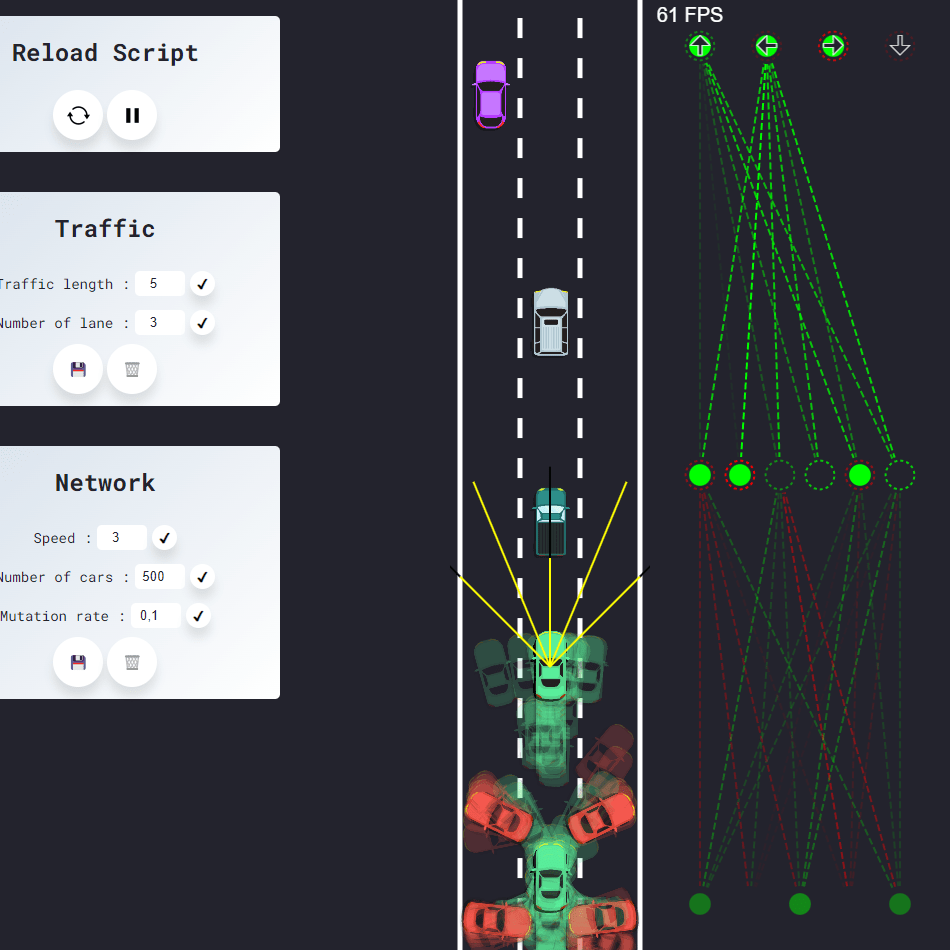 61 FPS
Reload Script
Traffic
Traffic length : 5
Number of lane : 3
Network
Speed : 3
Number of cars : 500
Mutation rate : 0,1